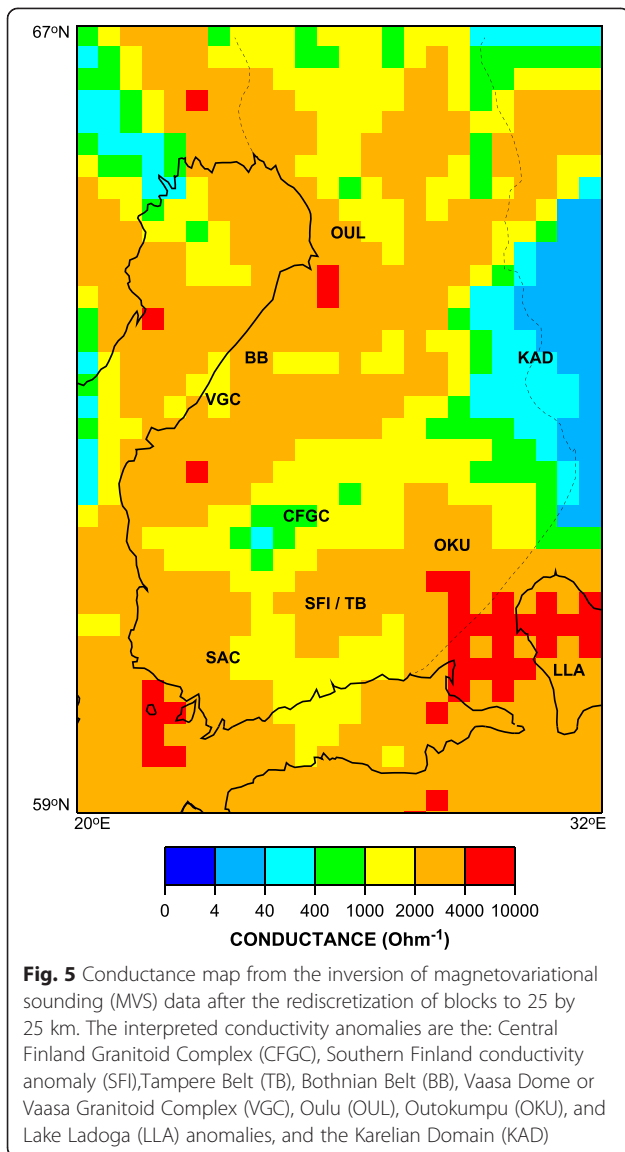 67°N
OUL
BB
KAD
VGC
CFGC
OKU
SFI / TB
SAC
LLA
59°N
20°E 32°E
0 4 40 400 1000 2000 4000 10000
CONDUCTANCE (Ohm⁻¹)
Fig. 5 Conductance map from the inversion of magnetovariational
sounding (MVS) data after the rediscretization of blocks to 25 by
25 km. The interpreted conductivity anomalies are the: Central
Finland Granitoid Complex (CFGC), Southern Finland conductivity
anomaly (SFI),Tampere Belt (TB), Bothnian Belt (BB), Vaasa Dome or
Vaasa Granitoid Complex (VGC), Oulu (OUL), Outokumpu (OKU), and
Lake Ladoga (LLA) anomalies, and the Karelian Domain (KAD)